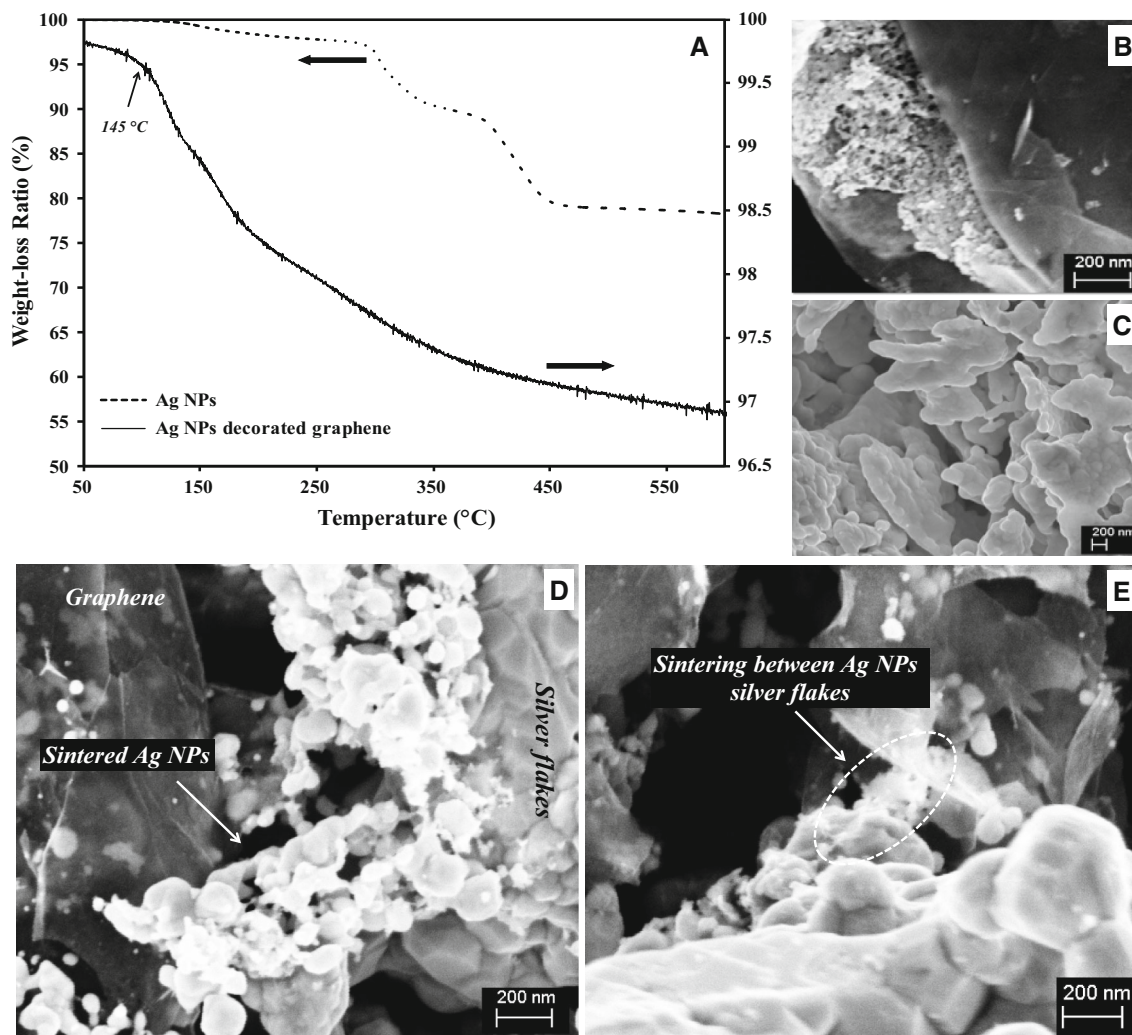 A
100
95
90
85
80
75
70
65
60
55
50
Weight-loss Ratio (%)
100
99.5
99
98.5
98
97.5
97
96.5
145 °C
Ag NPs
Ag NPs decorated graphene
50
150
250
350
450
550
Temperature (°C)
B
200 nm
C
200 nm
D
Graphene
Sintered Ag NPs
Silver flakes
200 nm
E
Sintering between Ag NPs
silver flakes
200 nm